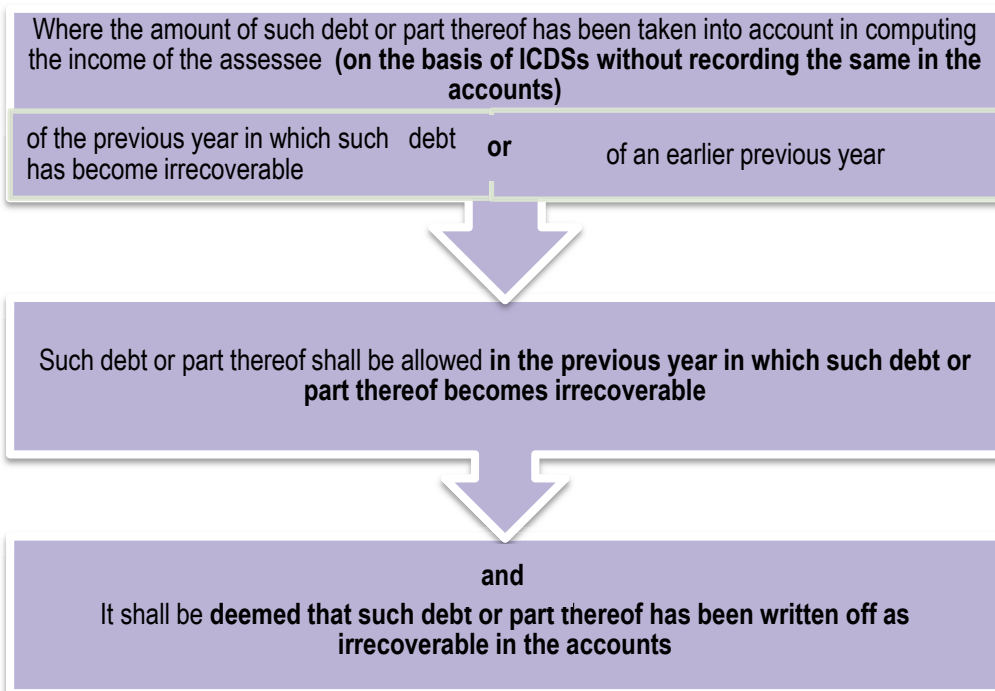 Where the amount of such debt or part thereof has been taken into account in computing
the income of the assessee (on the basis of ICDSs without recording the same in the
accounts)
of the previous year in which such debt
has become irrecoverable
or
of an earlier previous year
Such debt or part thereof shall be allowed in the previous year in which such debt or
part thereof becomes irrecoverable
and
It shall be deemed that such debt or part thereof has been written off as
irrecoverable in the accounts